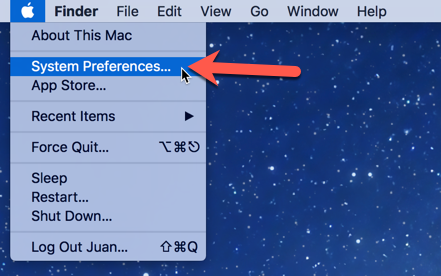 Finder File Edit View Go Window Help
About This Mac
System Preferences...
App Store...
Recent Items ▶
Force Quit... ⌥⌘⎋
Sleep
Restart...
Shut Down...
Log Out Juan... ⇧⌘Q